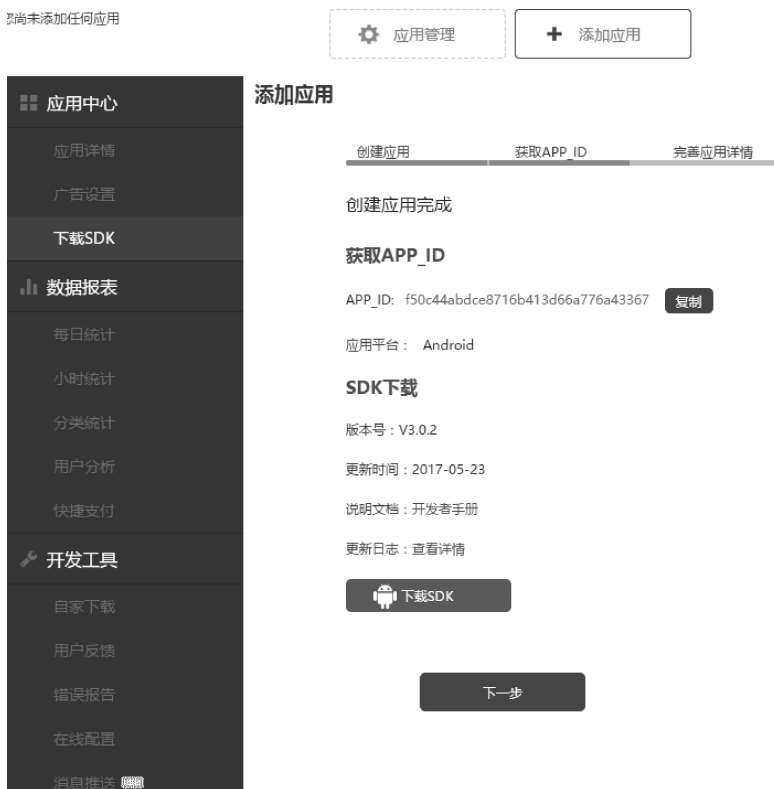 您尚未添加任何应用
应用管理
添加应用
应用中心
应用详情
广告设置
下载SDK
数据报表
每日统计
小时统计
分类统计
用户分析
快捷支付
开发工具
自家下载
用户反馈
错误报告
在线配置
消息推送
添加应用
创建应用 获取APP_ID 完善应用详情
创建应用完成
获取APP_ID
APP_ID: f50c44abdce8716b413d66a776a43367 复制
应用平台： Android
SDK下载
版本号：V3.0.2
更新时间：2017-05-23
说明文档：开发者手册
更新日志：查看详情
下载SDK
下一步